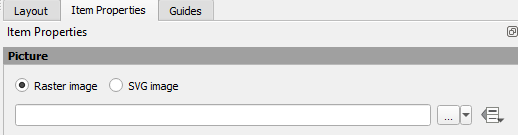 Layout Item Properties Guides
Item Properties
Picture
Raster image SVG image
...